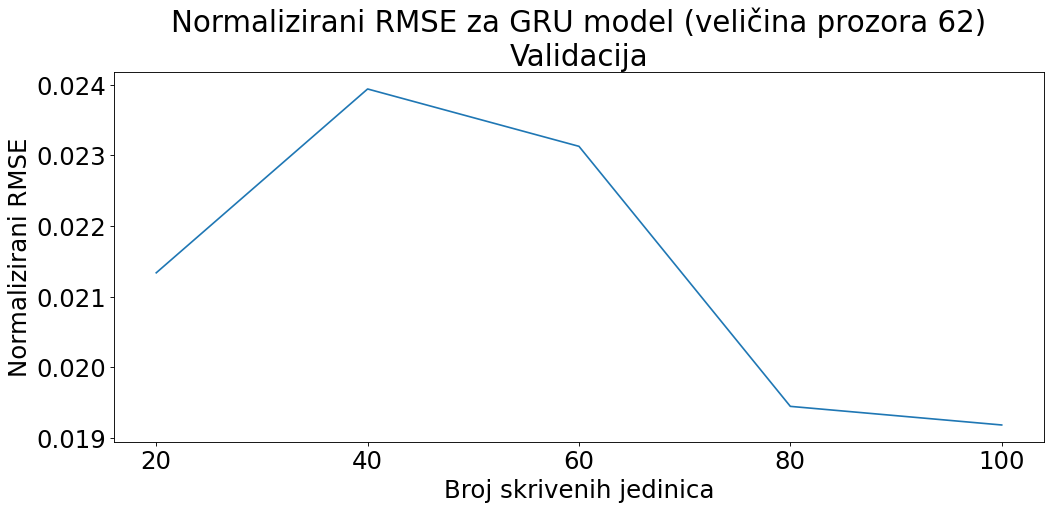 Normalizirani RMSE za GRU model (veličina prozora 62)
Validacija
Normalizirani RMSE
0.024
0.023
0.022
0.021
0.020
0.019
20 40 60 80 100
Broj skrivenih jedinica